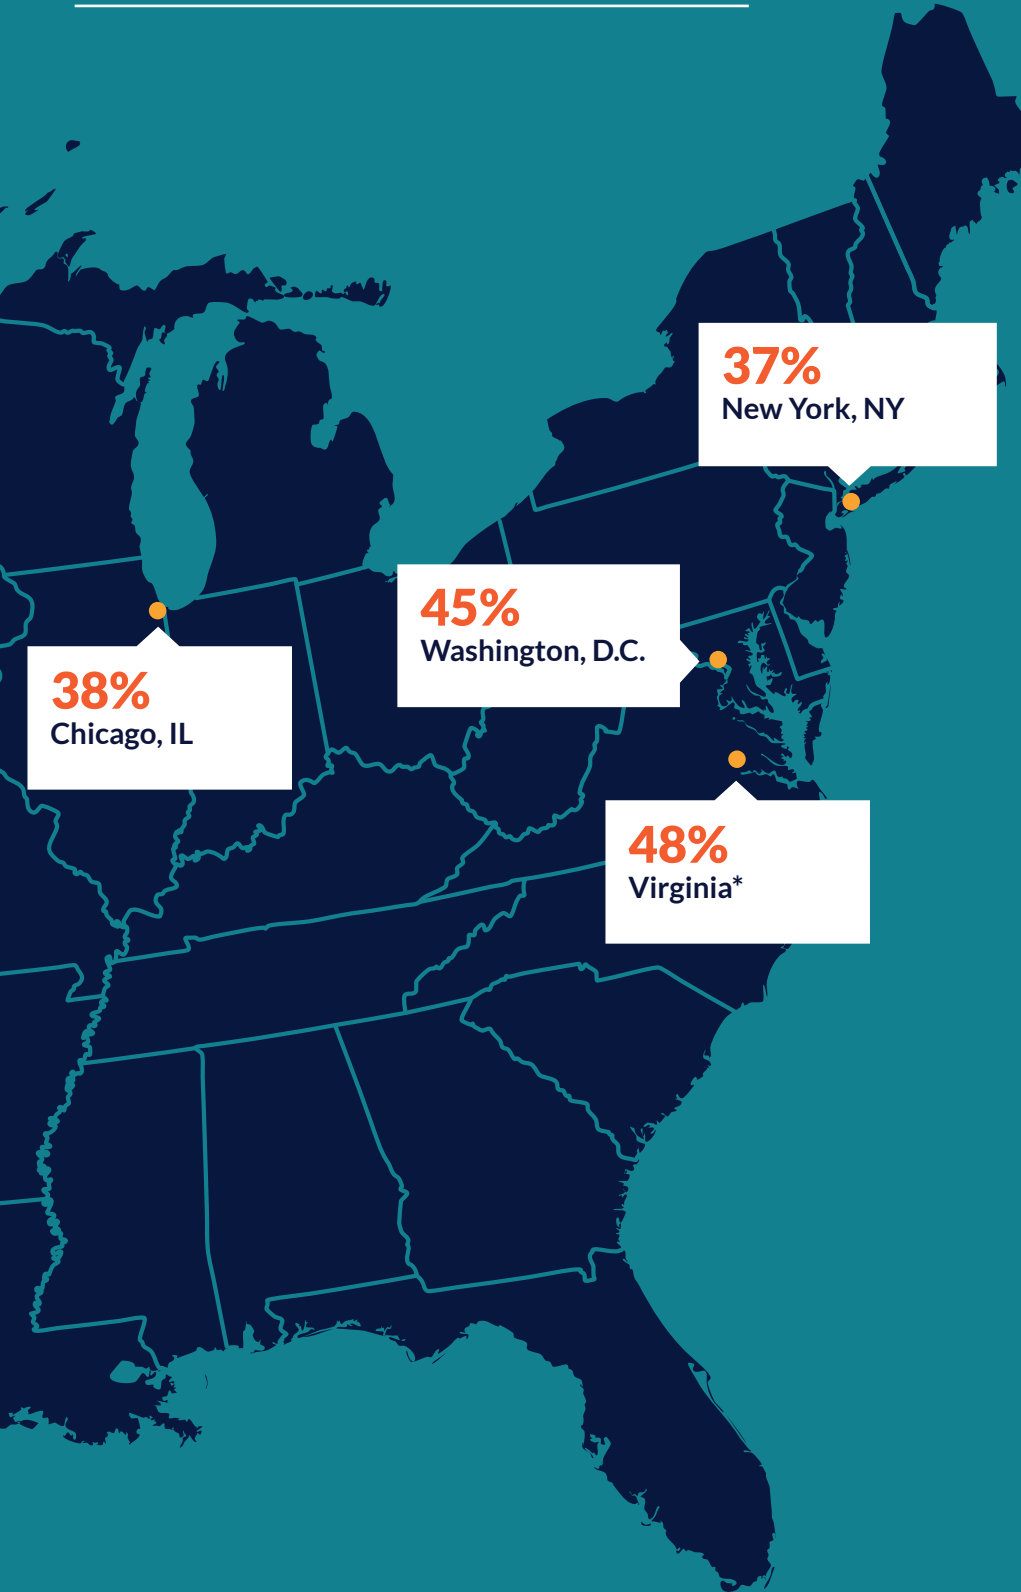 37%
New York, NY
45%
Washington, D.C.
38%
Chicago, IL
48%
Virginia*